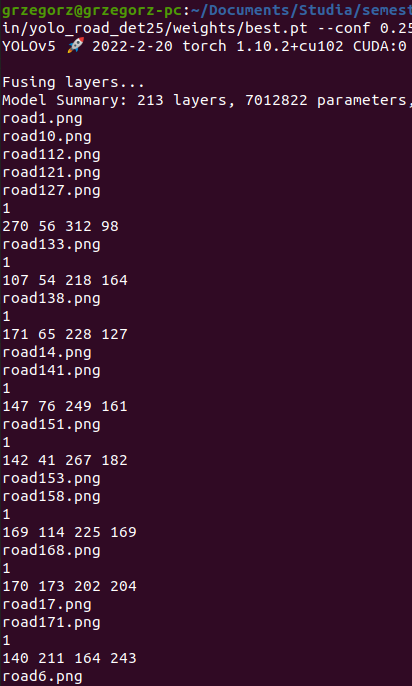 grzegorz@grzegorz-pc:~/Documents/Studia/semest
in/yolo_road_det25/weights/best.pt --conf 0.25
YOLOv5 🚀 2022-2-20 torch 1.10.2+cu102 CUDA:0
Fusing layers...
Model Summary: 213 layers, 7012822 parameters,
road1.png
road10.png
road112.png
road121.png
road127.png
1
270 56 312 98
road133.png
1
107 54 218 164
road138.png
1
171 65 228 127
road14.png
road141.png
1
147 76 249 161
road151.png
1
142 41 267 182
road153.png
road158.png
1
169 114 225 169
road168.png
1
170 173 202 204
road17.png
road171.png
1
140 211 164 243
road6.png